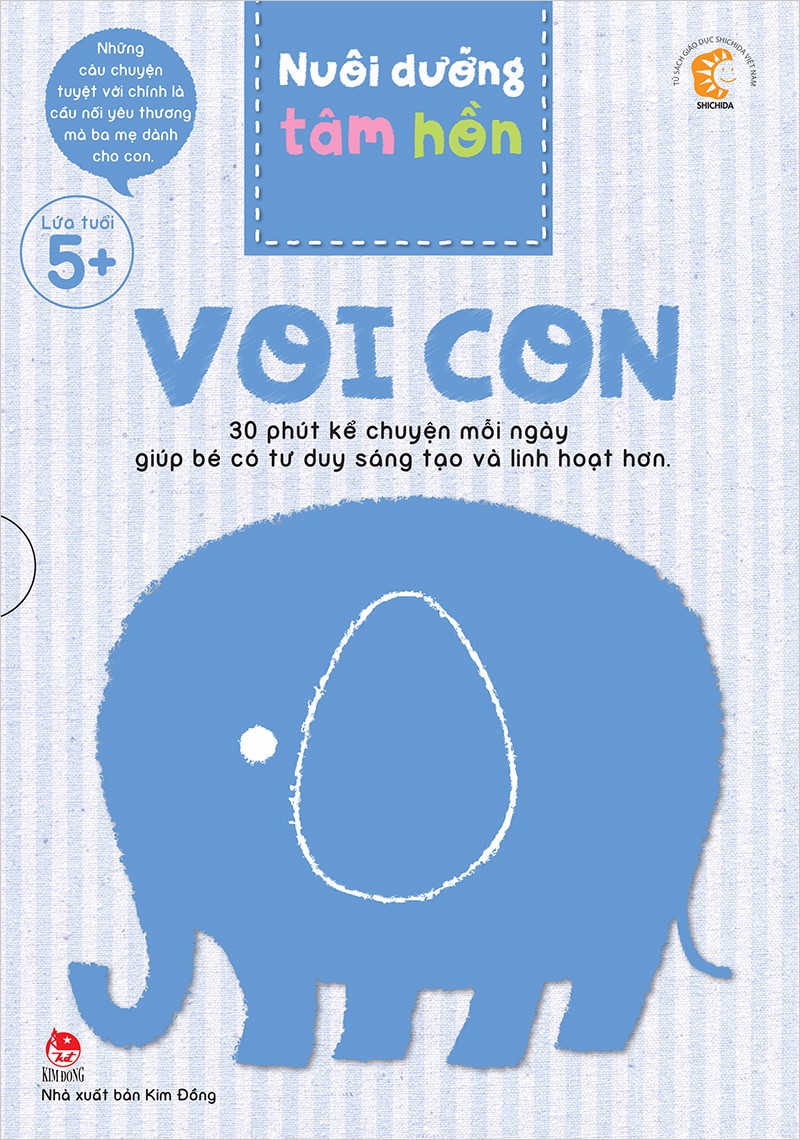 Những
câu chuyện
tuyệt vời chính là
cầu nối yêu thương
mà ba mẹ dành
cho con.
Nuôi dưỡng
tâm hồn
TỦ SÁCH GIÁO DỤC SHICHIDA VIỆT NAM
SHICHIDA
Lứa tuổi
5+
VOI CON
30 phút kể chuyện mỗi ngày
giúp bé có tư duy sáng tạo và linh hoạt hơn.
KIM ĐỒNG
Nhà xuất bản Kim Đồng